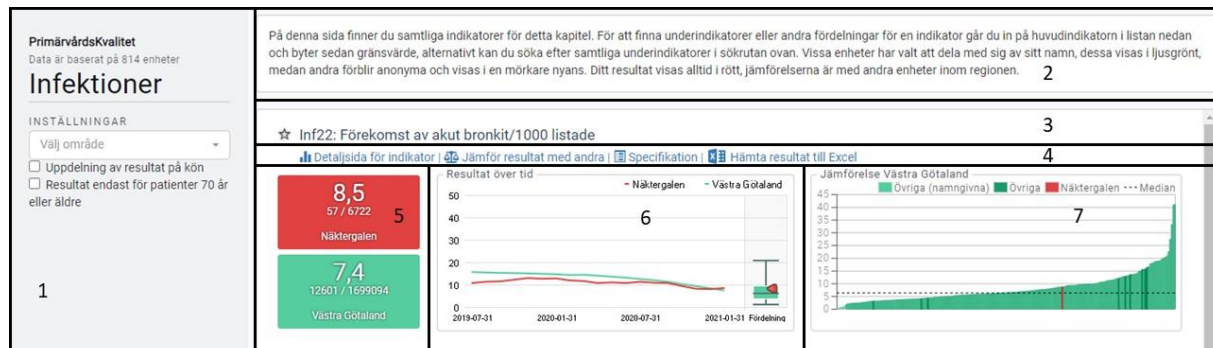 PrimärvårdsKvalitet
Data är baserat på 814 enheter
Infektioner
INSTÄLLNINGAR
Välj område
Uppdelning av resultat på kön
Resultat endast för patienter 70 år
eller äldre
1
På denna sida finner du samtliga indikatorer för detta kapitel. För att finna underindikatorer eller andra fördelningar för en indikator går du in på huvudindikatorn i listan nedan
och byter sedan gränsvärde, alternativt kan du söka efter samtliga underindikatorer i sökrutan ovan. Vissa enheter har valt att dela med sig av sitt namn, dessa visas i ljusgrönt,
medan andra förblir anonyma och visas i en mörkare nyans. Ditt resultat visas alltid i rött, jämförelserna är med andra enheter inom regionen.
2
3
Inf22: Förekomst av akut bronkit/1000 listade
Detaljsida för indikator | Jämför resultat med andra | Specifikation | Hämta resultat till Excel
4
8,5
57 / 6722
Näktergalen
5
7,4
12601 / 1699094
Västra Götaland
Resultat över tid
Näktergalen Västra Götaland
6
50
40
30
20
10
0
2019-07-31 2020-01-31 2020-07-31 2021-01-31 Fördelning
Jämförelse Västra Götaland
Övriga (namngivna) Övriga Näktergalen Median
7
45
40
35
30
25
20
15
10
5
0